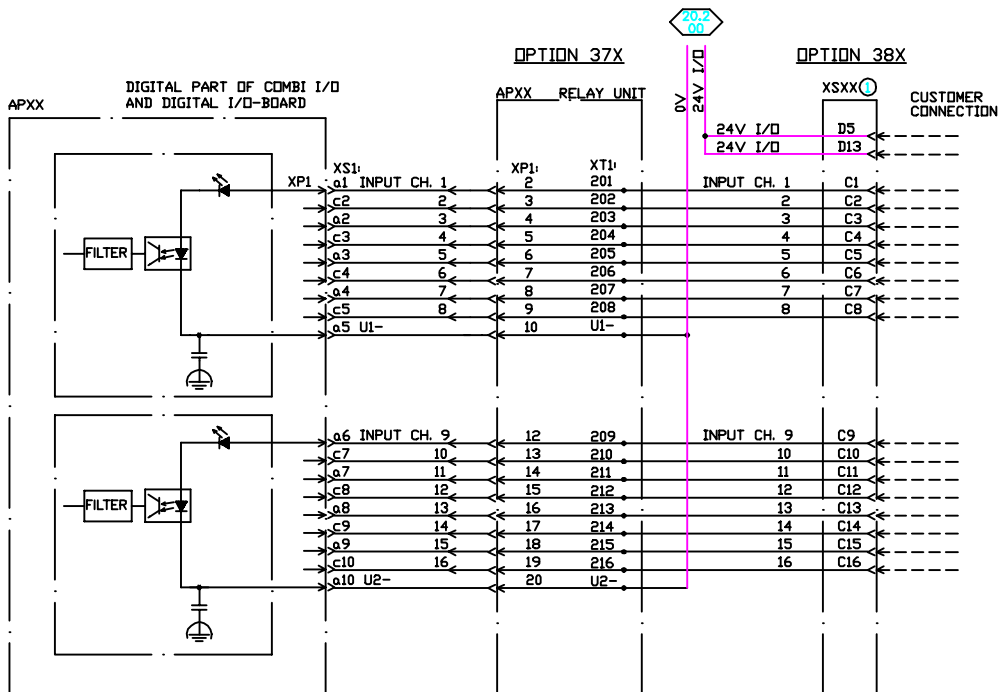 20.2
00
OPTION 37X
OPTION 38X
0V
24V I/O
DIGITAL PART OF COMBI I/O
AND DIGITAL I/O-BOARD
APXX
APXX RELAY UNIT
XSXX 1
CUSTOMER
CONNECTION
24V I/O D5
24V I/O D13
XS1: XP1: XT1:
XP1 a1 INPUT CH. 1 2 201 INPUT CH. 1 C1
c2 2 3 202 2 C2
a2 3 4 203 3 C3
c3 4 5 204 4 C4
a3 5 6 205 5 C5
c4 6 7 206 6 C6
a4 7 8 207 7 C7
c5 8 9 208 8 C8
a5 U1- 10 U1-
FILTER
a6 INPUT CH. 9 12 209 INPUT CH. 9 C9
c7 10 13 210 10 C10
a7 11 14 211 11 C11
c8 12 15 212 12 C12
a8 13 16 213 13 C13
c9 14 17 214 14 C14
a9 15 18 215 15 C15
c10 16 19 216 16 C16
a10 U2- 20 U2-
FILTER